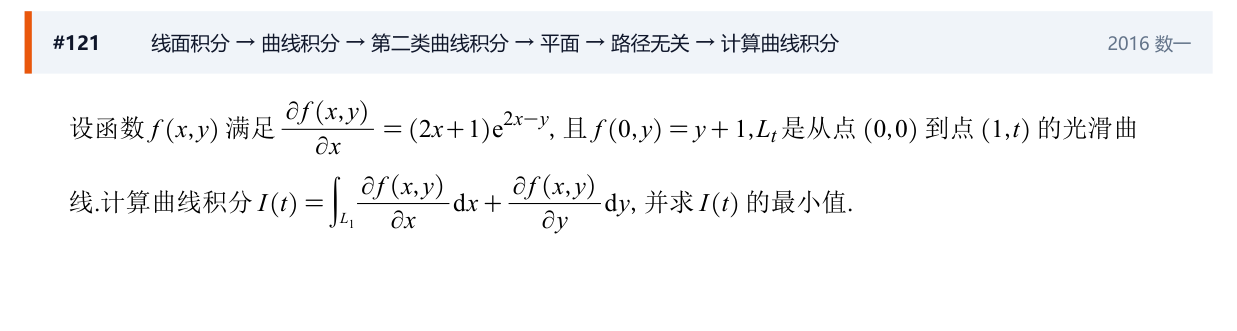 #121 线面积分 → 曲线积分 → 第二类曲线积分 → 平面 → 路径无关 → 计算曲线积分 2016 数一
设函数 f(x,y) 满足 ∂f(x,y)/∂x = (2x+1)e^{2x−y}, 且 f(0,y) = y+1, L_t 是从点 (0,0) 到点 (1,t) 的光滑曲
线.计算曲线积分 I(t) = ∫_{L_1} ∂f(x,y)/∂x dx + ∂f(x,y)/∂y dy, 并求 I(t) 的最小值.